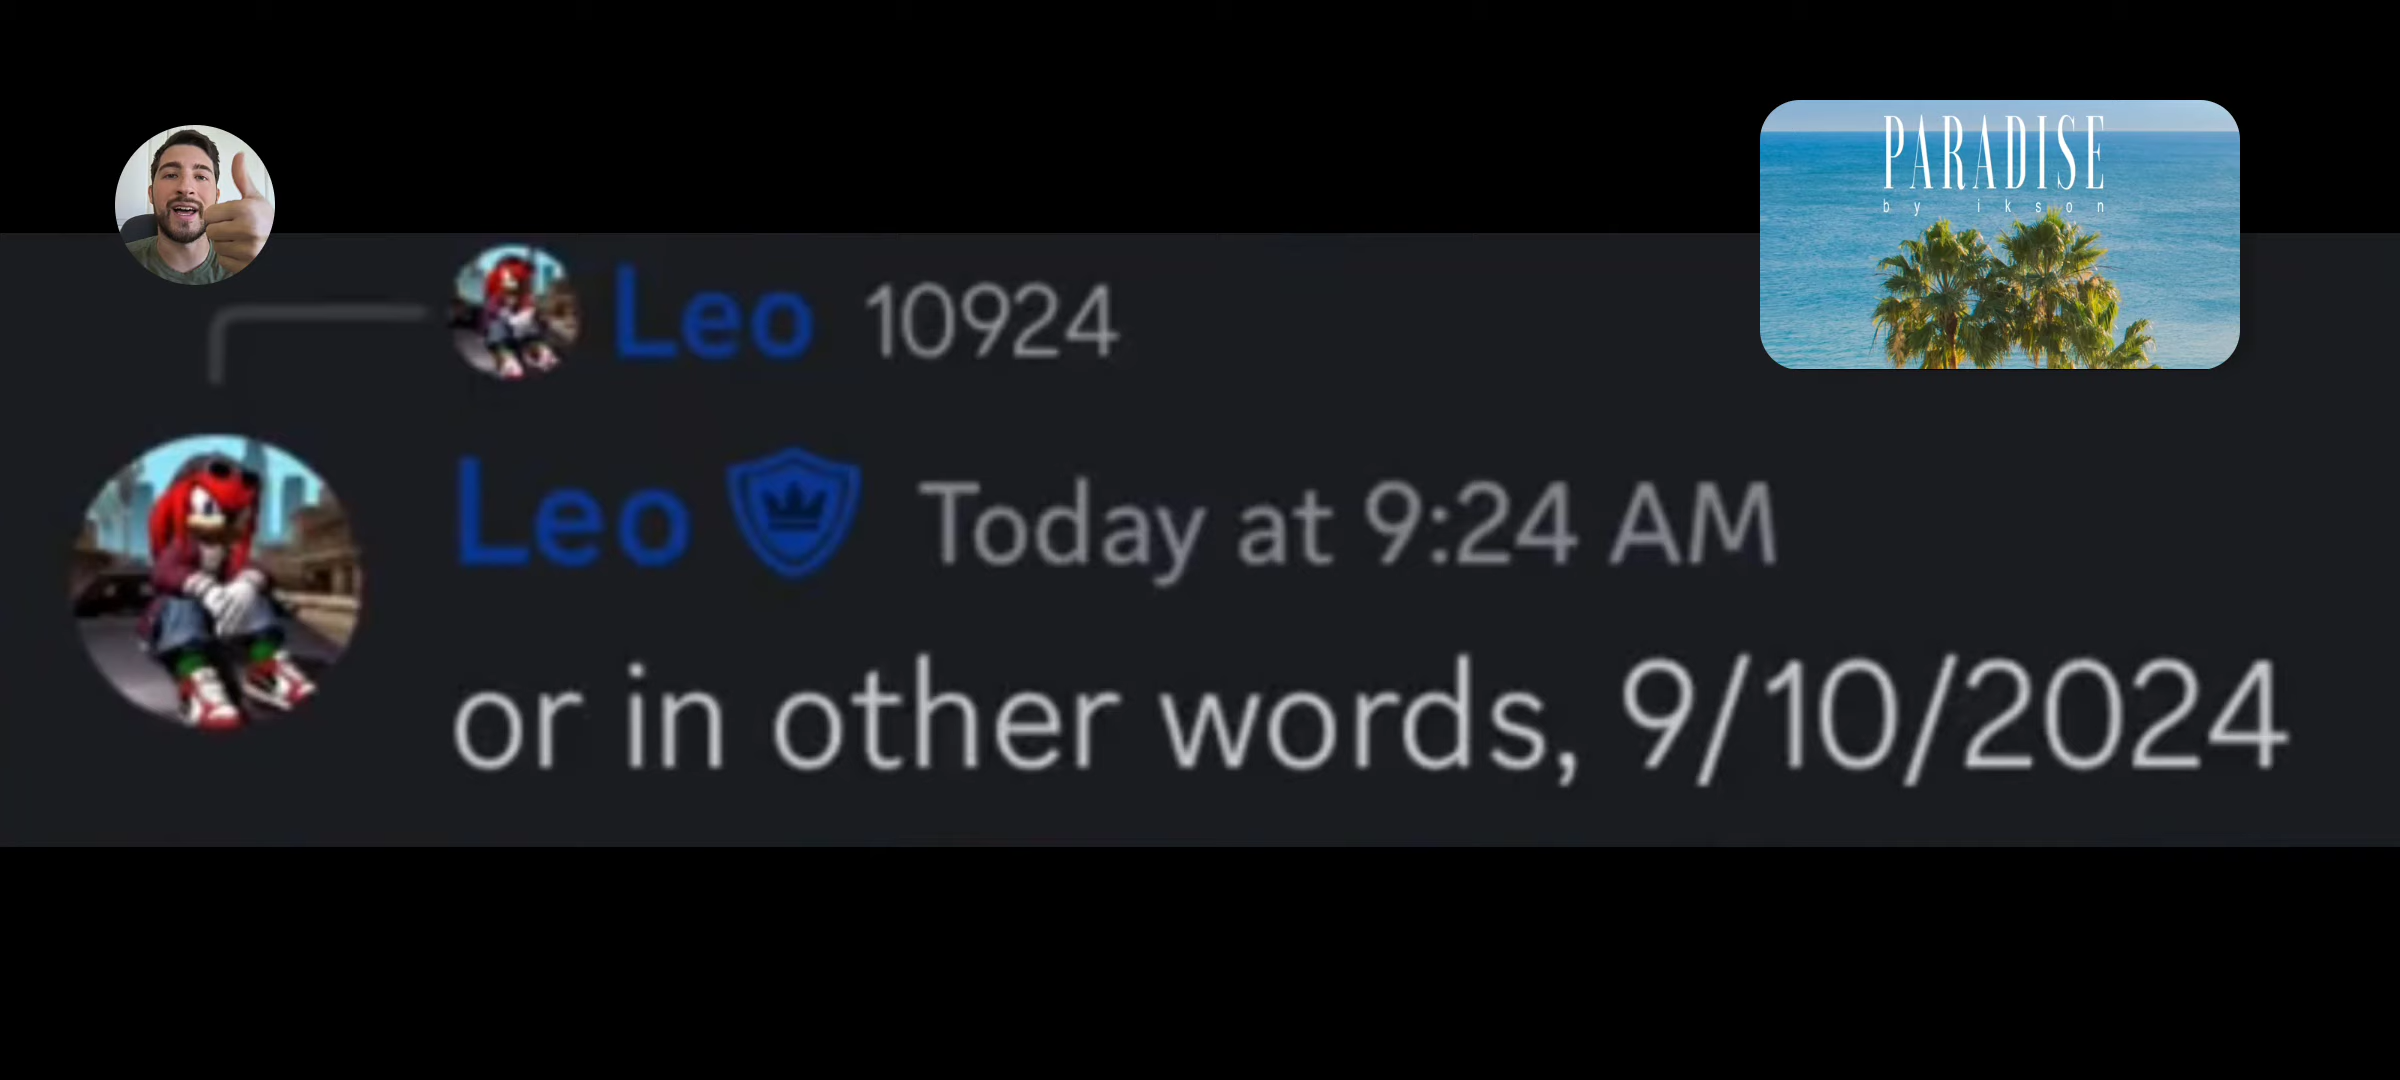 PARADISE
by ikson
Leo 10924
Leo Today at 9:24 AM
or in other words, 9/10/2024